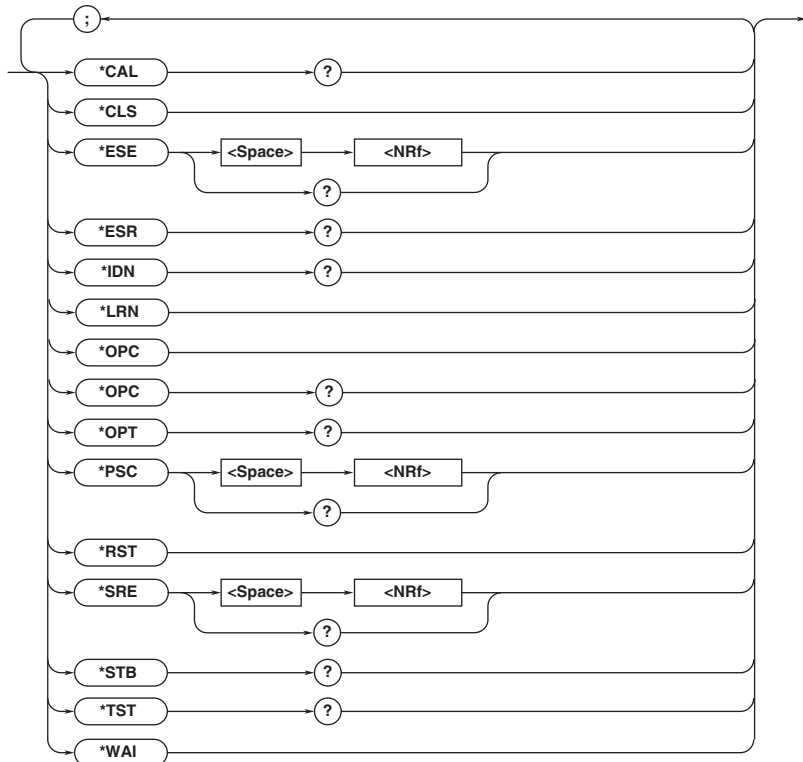 ;
*CAL ?
*CLS
*ESE <Space> <NRf>
?
*ESR ?
*IDN ?
*LRN
*OPC
*OPC ?
*OPT ?
*PSC <Space> <NRf>
?
*RST
*SRE <Space> <NRf>
?
*STB ?
*TST ?
*WAI